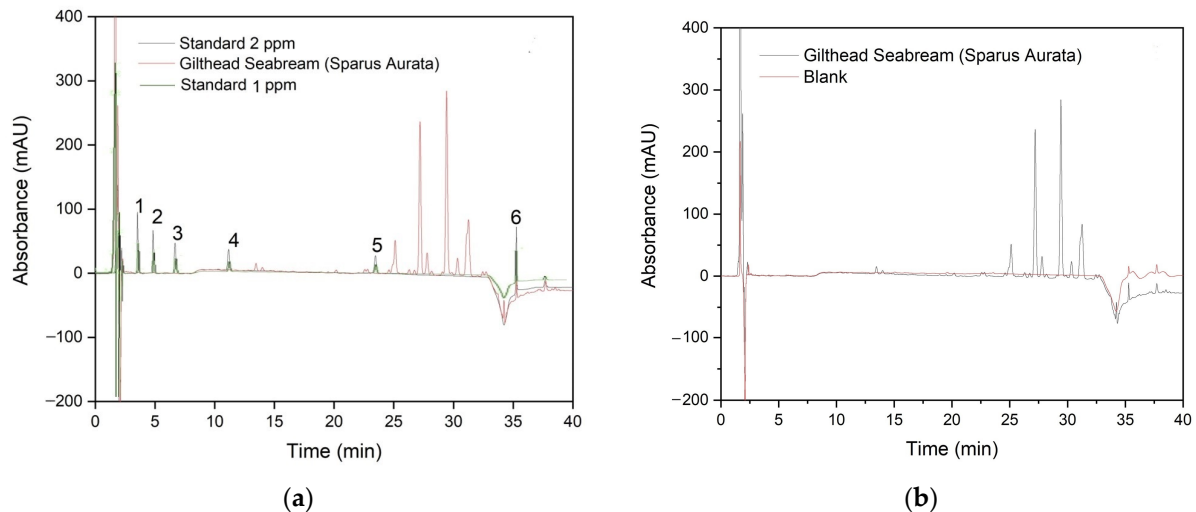 400
300
200
100
0
−100
−200
Absorbance (mAU)
Standard 2 ppm
Gilthead Seabream (Sparus Aurata)
Standard 1 ppm
1
2
3
4
5
6
0 5 10 15 20 25 30 35 40
Time (min)
(a)
400
300
200
100
0
−100
−200
Absorbance (mAU)
Gilthead Seabream (Sparus Aurata)
Blank
0 5 10 15 20 25 30 35 40
Time (min)
(b)